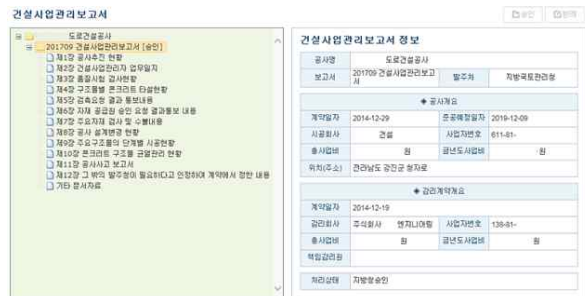 건설사업관리보고서
승인
반려
도로건설공사
201709 건설사업관리보고서 [승인]
제1장 공사추진 현황
제2장 건설사업관리자 업무일지
제3장 품질시험 검사현황
제4장 구조물별 콘크리트 타설현황
제5장 검측요청 결과 통보내용
제6장 자재 공급원 승인 요청 결과통보 내용
제7장 주요자재 검사 및 수불내용
제8장 공사 설계변경 현황
제9장 주요구조물의 단계별 시공현황
제10장 콘크리트 구조물 균열관리 현황
제11장 공사사고 보고서
제12장 그 밖의 발주청이 필요하다고 인정하여 계약에서 정한 내용
기타 첨서자료
건설사업관리보고서 정보
공사명 도로건설공사
보고서 201709 건설사업관리보고서 발주처 지방국토관리청
◆ 공사개요
계약일자 2014-12-29 준공예정일자 2019-12-09
시공회사 건설 사업자번호 611-81-
총사업비 원 금년도사업비 원
위치(주소) 전라남도 강진군 청자로
◆ 감리계약개요
계약일자 2014-12-19
감리회사 주식회사 엔지니어링 사업자번호 138-81-
총사업비 원 금년도사업비 원
책임감리원
처리상태 지방청승인